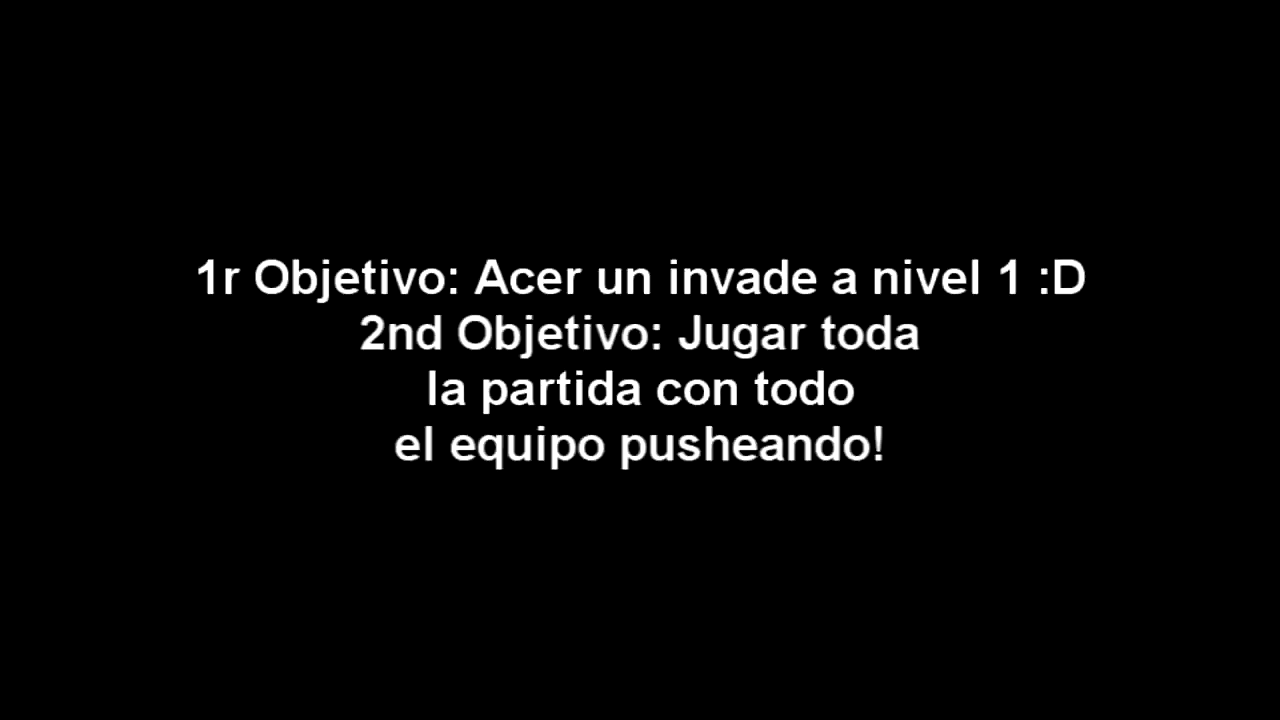 1r Objetivo: Acer un invade a nivel 1 :D
2nd Objetivo: Jugar toda
la partida con todo
el equipo pusheando!